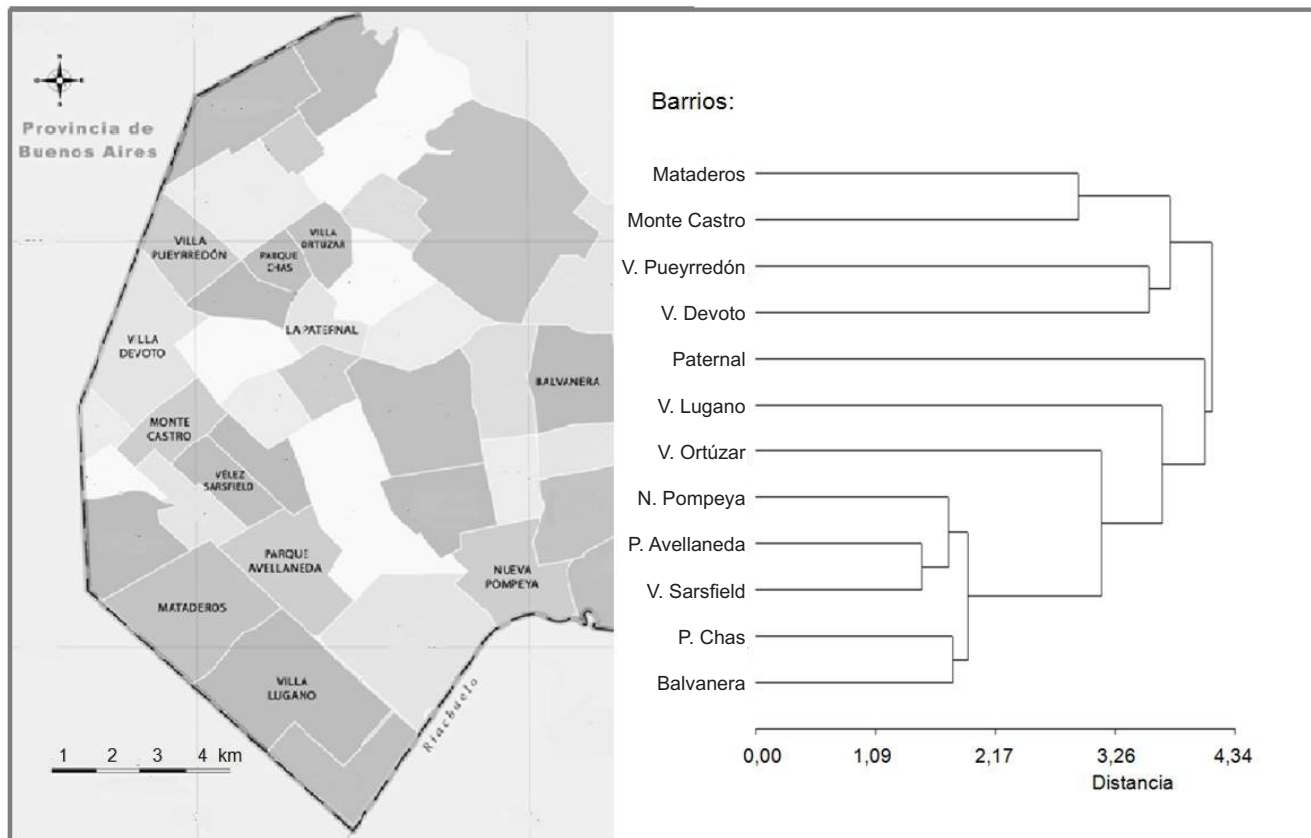 N
O
E
S
Provincia de
Buenos Aires
VILLA
PUEYRREDÓN
VILLA
ORTÚZAR
PARQUE
CHAS
LA PATERNAL
VILLA
DEVOTO
BALVANERA
MONTE
CASTRO
VÉLEZ
SARSFIELD
PARQUE
AVELLANEDA
NUEVA
POMPEYA
MATADEROS
VILLA
LUGANO
Riachuelo
1 2 3 4 km
Barrios:
Mataderos
Monte Castro
V. Pueyrredón
V. Devoto
Paternal
V. Lugano
V. Ortúzar
N. Pompeya
P. Avellaneda
V. Sarsfield
P. Chas
Balvanera
0,00 1,09 2,17 3,26 4,34
Distancia